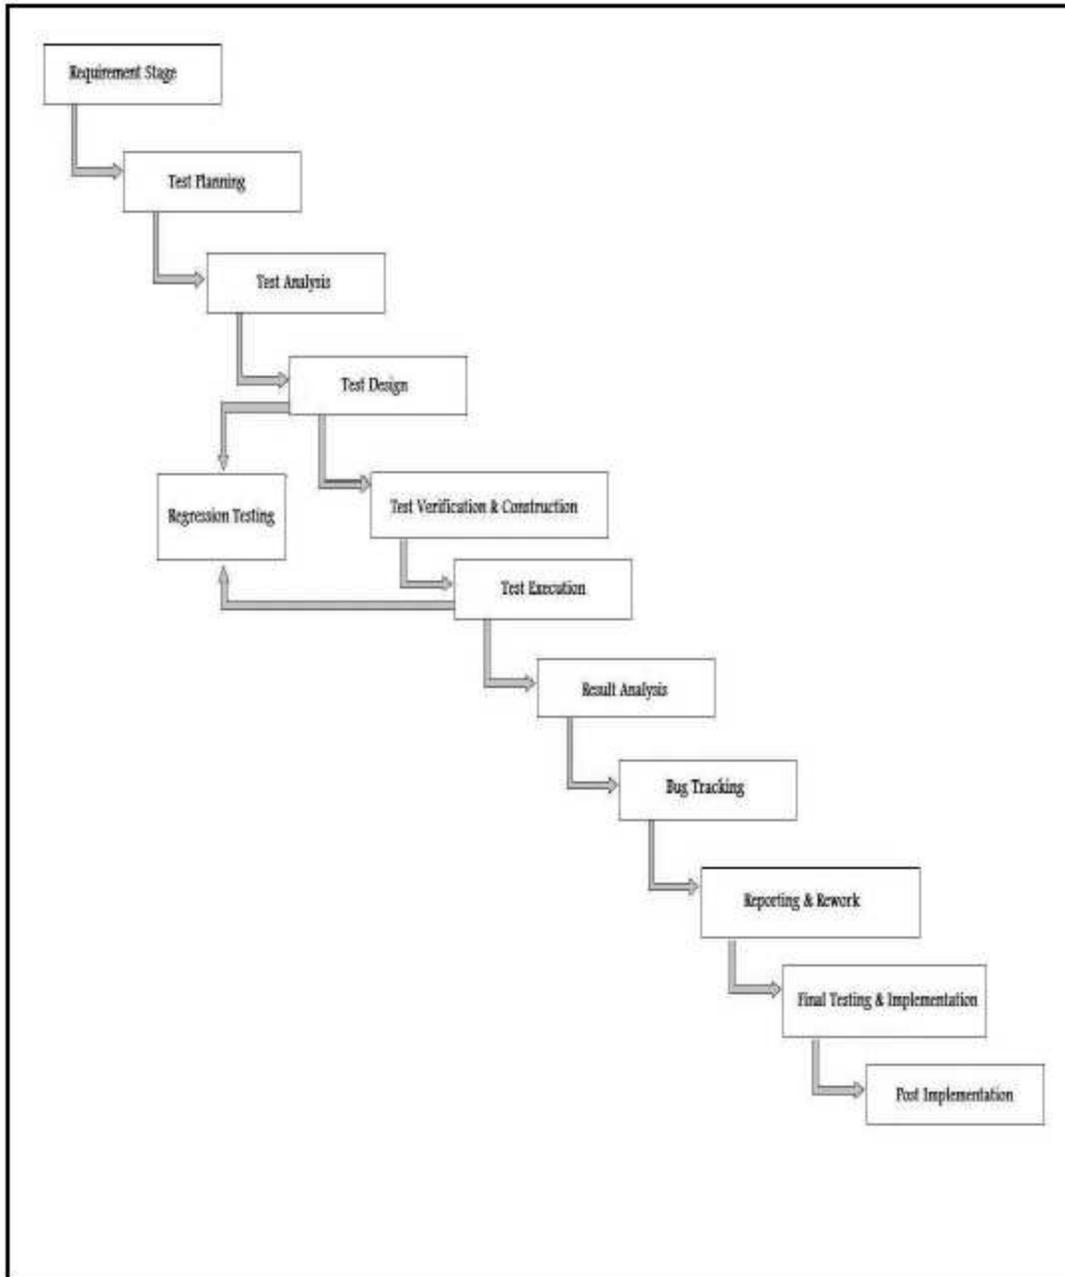 Requirement Stage
Test Planning
Test Analysis
Test Design
Regression Testing
Test Verification & Construction
Test Execution
Result Analysis
Bug Tracking
Reporting & Rework
Final Testing & Implementation
Post Implementation